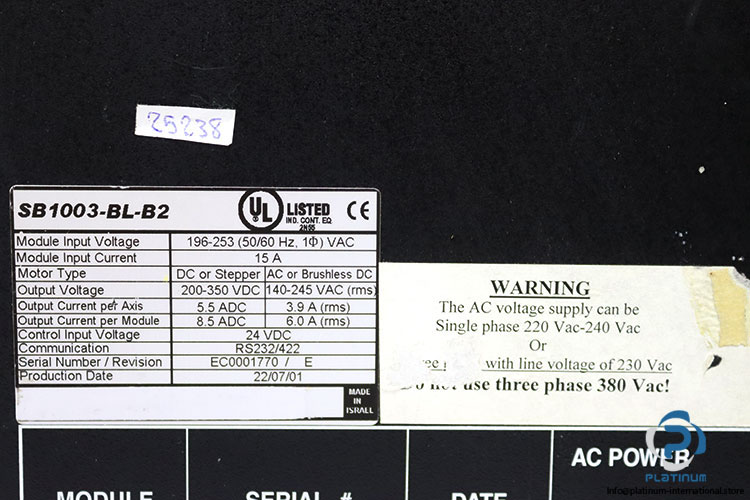 25238
SB1003-BL-B2
UL LISTED CE
IND. CONT. EQ.
2N55
Module Input Voltage 196-253 (50/60 Hz, 1Φ) VAC
Module Input Current 15 A
Motor Type DC or Stepper AC or Brushless DC
Output Voltage 200-350 VDC 140-245 VAC (rms)
Output Current per Axis 5.5 ADC 3.9 A (rms)
Output Current per Module 8.5 ADC 6.0 A (rms)
Control Input Voltage 24 VDC
Communication RS232/422
Serial Number / Revision EC0001770 / E
Production Date 22/07/01
MADE
IN
ISRAEL
WARNING
The AC voltage supply can be
Single phase 220 Vac-240 Vac
Or
with line voltage of 230 Vac
Do not use three phase 380 Vac!
MODULE SERIAL # DATE AC POWER
PLATINUM
info@platinum-international.store